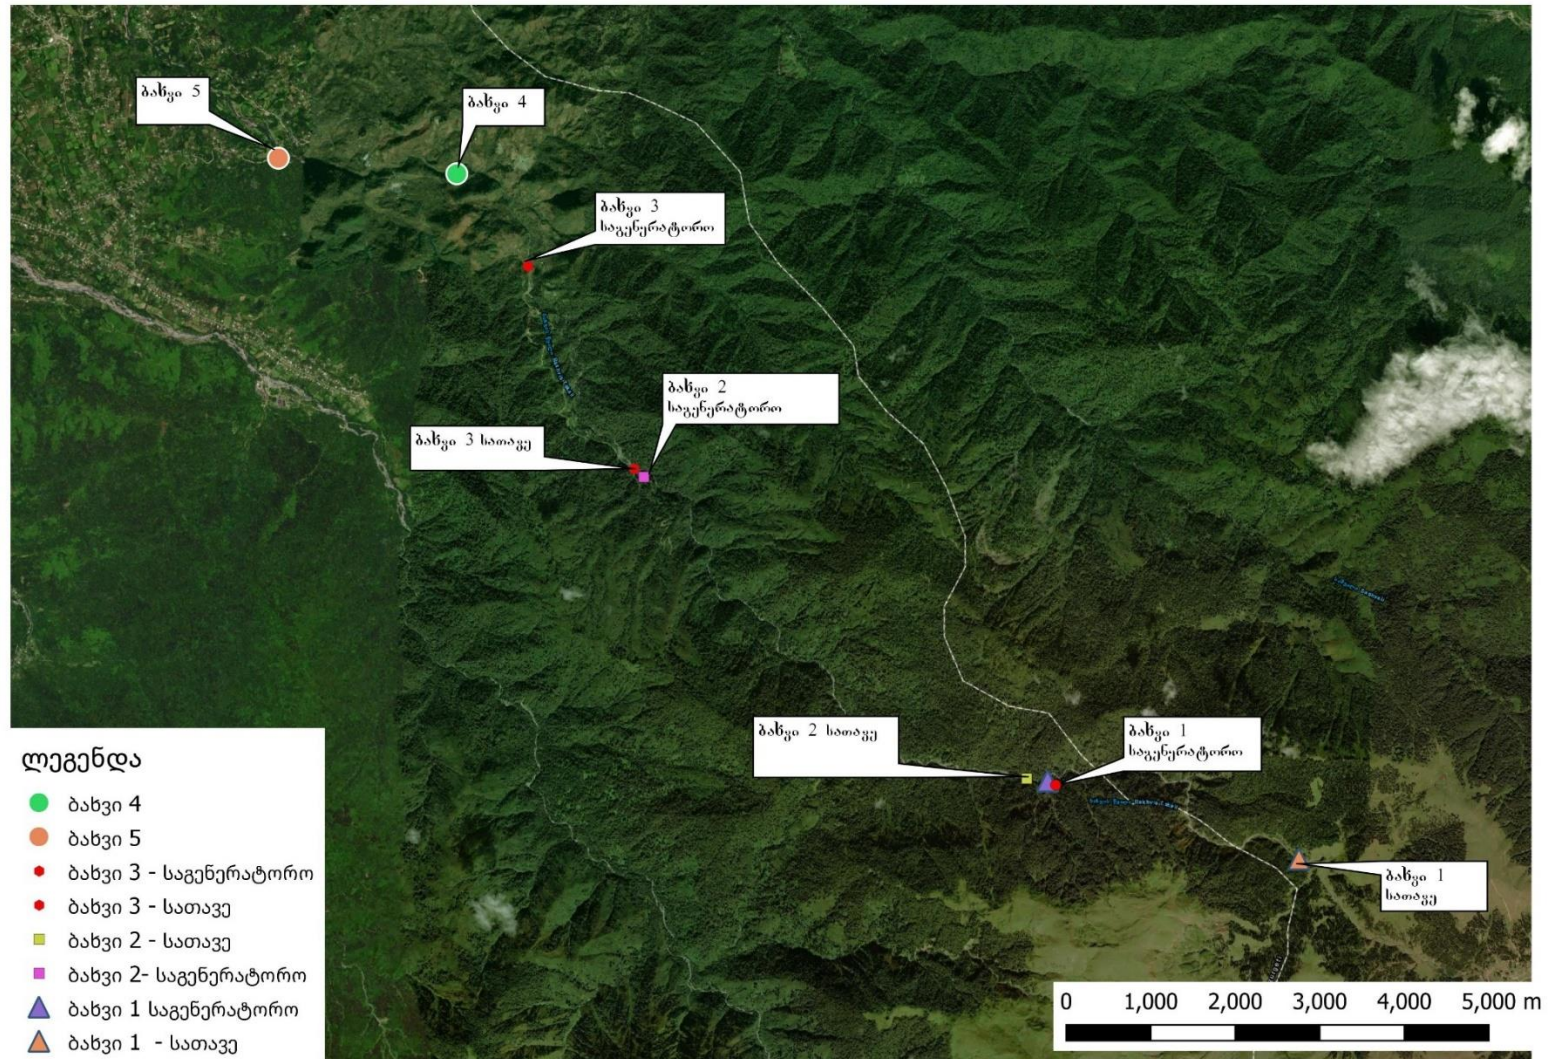 ბახვი 5
ბახვი 4
ბახვი 3
საგენერატორო
ბახვი 2
საგენერატორო
ბახვი 3 სათავე
ბახვი 2 სათავე
ბახვი 1
საგენერატორო
ბახვი 1
სათავე
ლეგენდა
ბახვი 4
ბახვი 5
ბახვი 3 - საგენერატორო
ბახვი 3 - სათავე
ბახვი 2 - სათავე
ბახვი 2- საგენერატორო
ბახვი 1 საგენერატორო
ბახვი 1 - სათავე
0 1,000 2,000 3,000 4,000 5,000 m